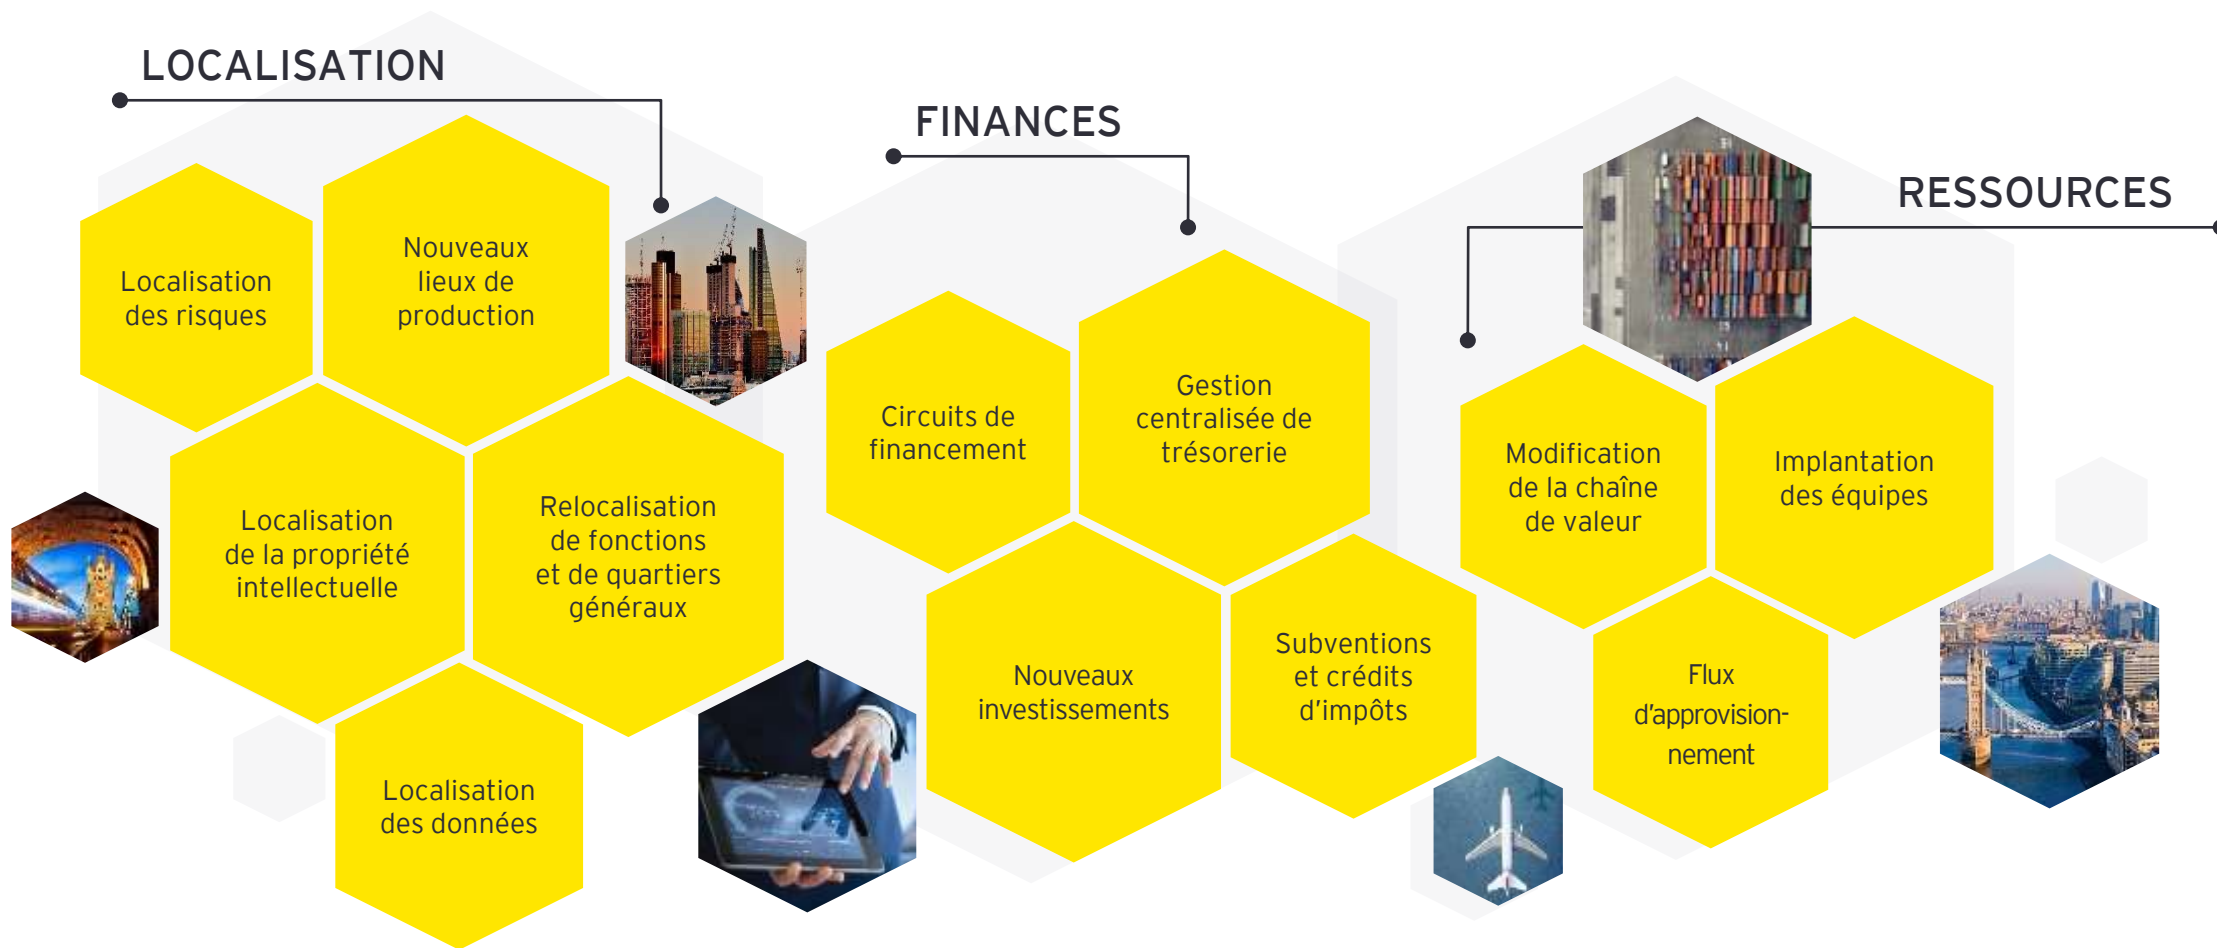 LOCALISATION
Localisation
des risques
Nouveaux
lieux de
production
Localisation
de la propriété
intellectuelle
Relocalisation
de fonctions
et de quartiers
généraux
Localisation
des données
FINANCES
Circuits de
financement
Gestion
centralisée de
trésorerie
Nouveaux
investissements
Subventions
et crédits
d’impôts
RESSOURCES
Modification
de la chaîne
de valeur
Implantation
des équipes
Flux
d’approvision-
nement